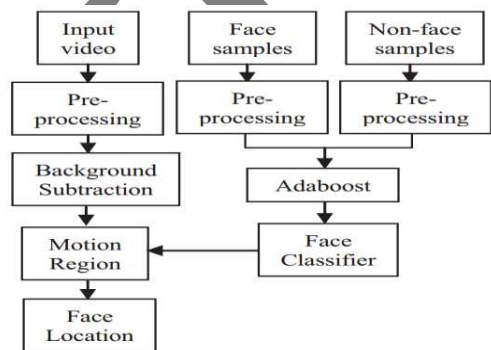 Input
video
Face
samples
Non-face
samples
Pre-
processing
Pre-
processing
Pre-
processing
Background
Subtraction
Adaboost
Motion
Region
Face
Classifier
Face
Location